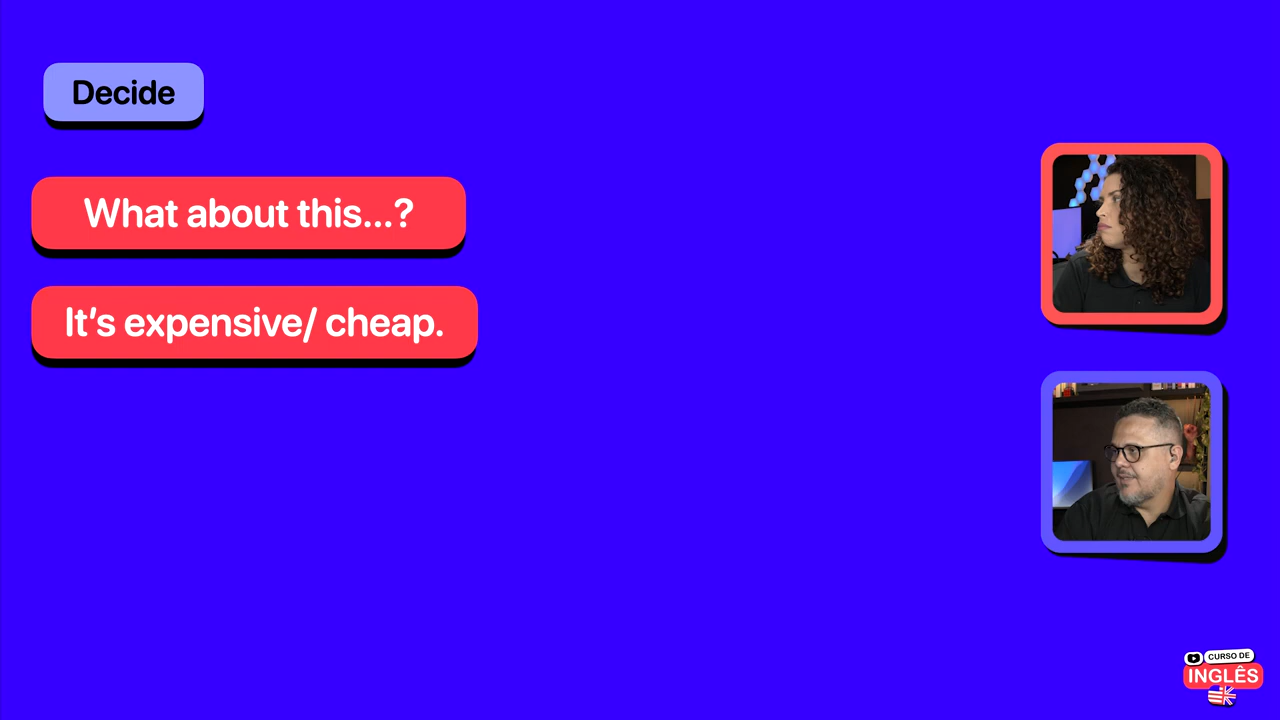 Decide
What about this...?
It's expensive/ cheap.
CURSO DE
INGLÊS